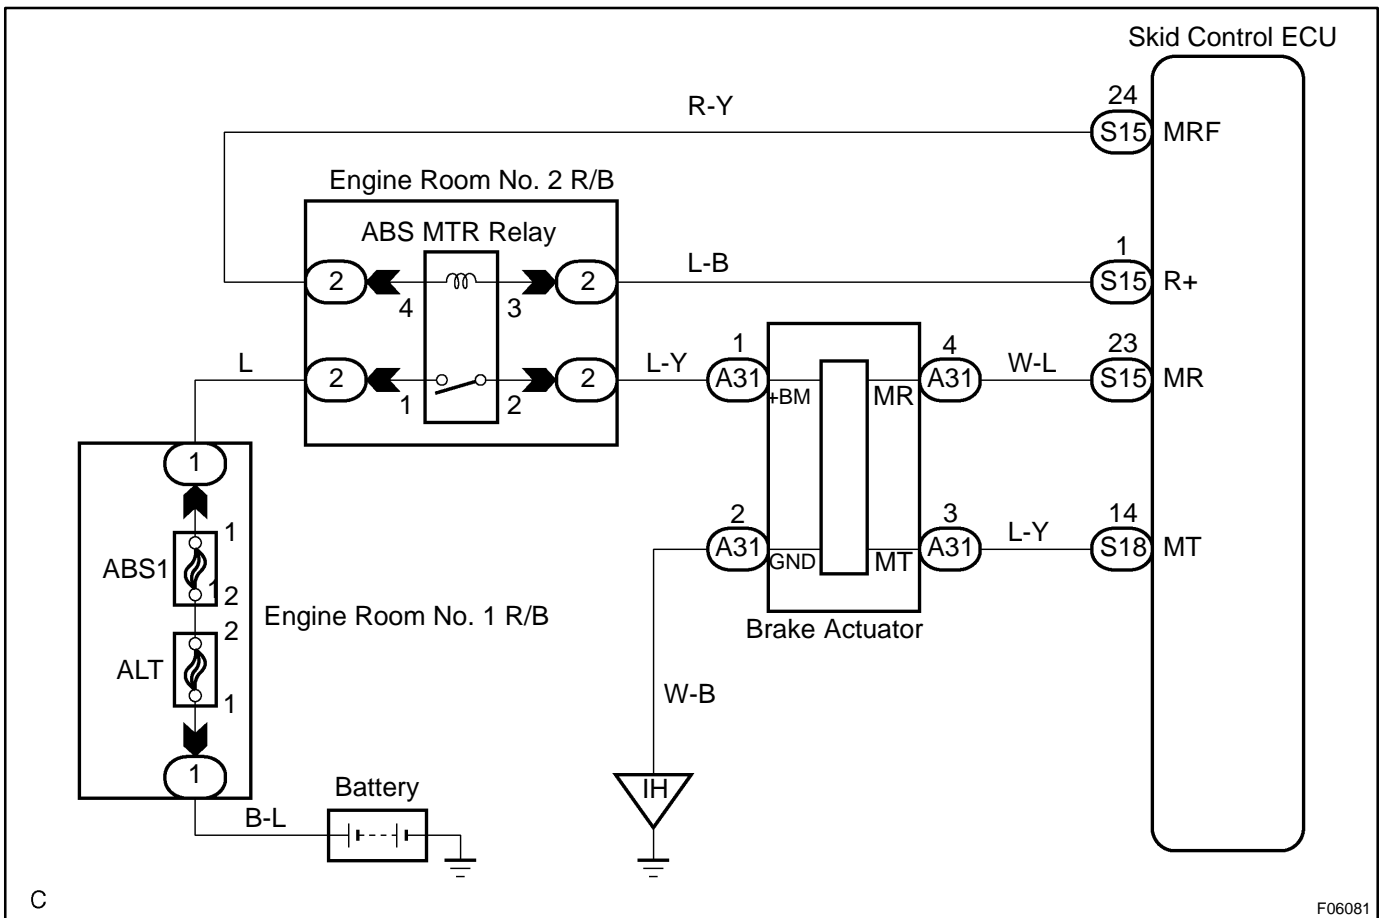 Skid Control ECU
R-Y
24
S15 MRF
Engine Room No. 2 R/B
ABS MTR Relay
2
4
3
2
L-B
1
S15 R+
L
2
1
2
2
L-Y
1
A31
+BM
MR
4
A31
W-L
23
S15 MR
1
1
ABS1
1
2
Engine Room No. 1 R/B
2
ALT
1
1
2
A31
GND
MT
3
A31
L-Y
14
S18 MT
Brake Actuator
W-B
IH
Battery
B-L
C
F06081